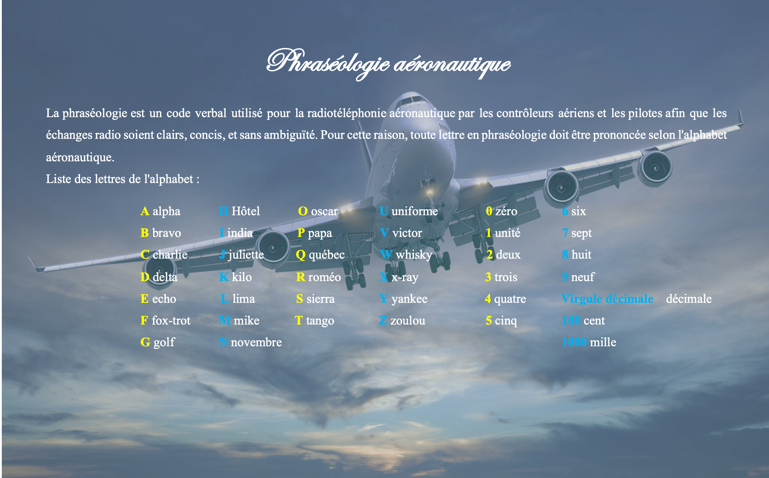 Phraséologie aéronautique
La phraséologie est un code verbal utilisé pour la radiotéléphonie aéronautique par les contrôleurs aériens et les pilotes afin que les
échanges radio soient clairs, concis, et sans ambiguïté. Pour cette raison, toute lettre en phraséologie doit être prononcée selon l'alphabet
aéronautique.
Liste des lettres de l'alphabet :
A alpha H Hôtel O oscar U uniforme 0 zéro 6 six
B bravo I india P papa V victor 1 unité 7 sept
C charlie J juliette Q québec W whisky 2 deux 8 huit
D delta K kilo R roméo X x-ray 3 trois 9 neuf
E echo L lima S sierra Y yankee 4 quatre Virgule décimale décimale
F fox-trot M mike T tango Z zoulou 5 cinq 100 cent
G golf N novembre 1000 mille